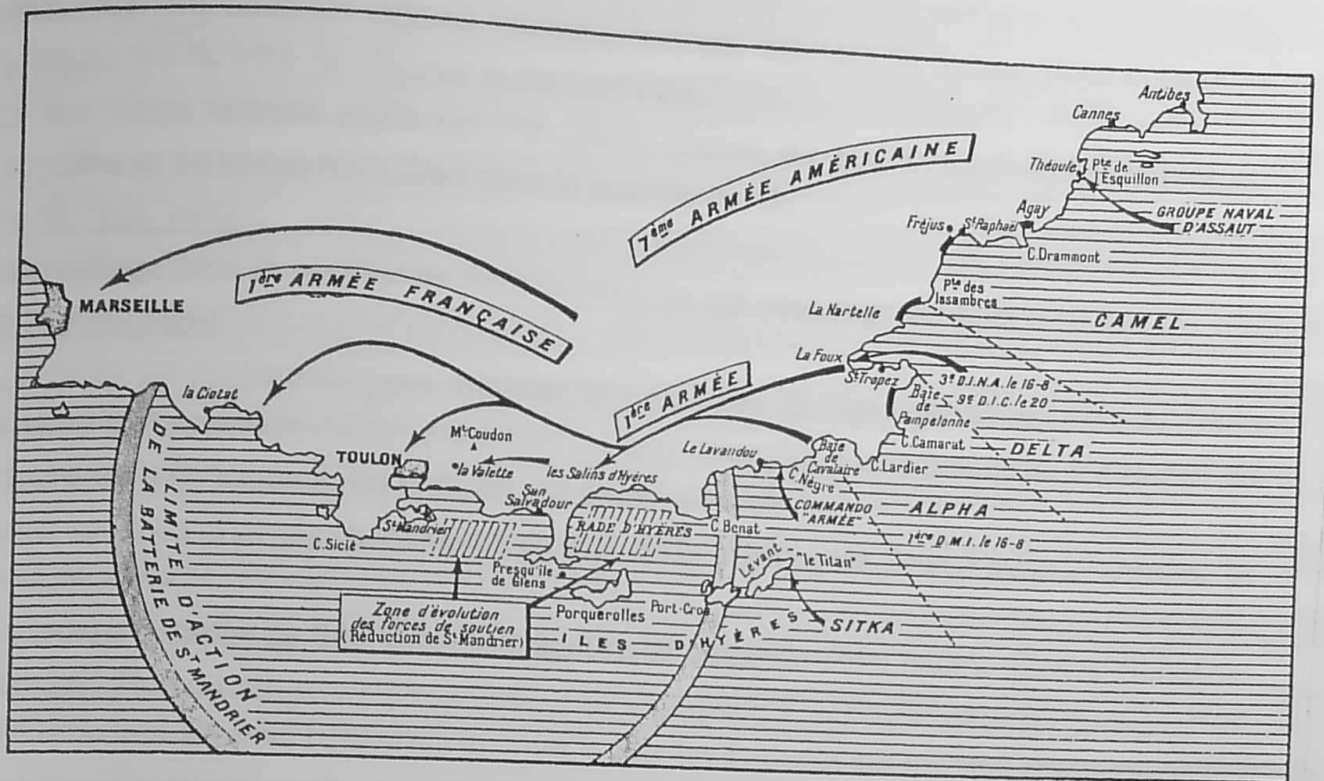 Antibes
Cannes
Théoule
Pte de
l'Esquillon
GROUPE NAVAL
D'ASSAUT
Agay
St Raphaël
Fréjus
C. Drammont
7ème ARMÉE AMÉRICAINE
Pte des
Issambres
La Nartelle
CAMEL
MARSEILLE
1ère ARMÉE FRANÇAISE
La Foux
St Tropez
3e D.I.N.A. le 16-8
9e D.I.C. le 20
Baie
de
Pampelonne
1ère ARMÉE
la Ciotat
C. Camarat
DELTA
Mt Coudon
TOULON
la Valette
les Salins d'Hyères
Le Lavandou
Baie
de
Cavalaire
C. Lardier
C. Nègre
San
Salvadour
COMMANDO
"ARMÉE"
ALPHA
St Mandrier
RADE D'HYÈRES
C. Bénat
1ère D.M.I. le 16-8
C. Sicié
Presqu'ile
de Giens
Levant
"le Titan"
Porquerolles
Port-Cros
SITKA
ILES D'HYÈRES
Zone d'évolution
des forces de soutien
(Réduction de St Mandrier)
LIMITE D'ACTION
DE LA BATTERIE DE ST MANDRIER